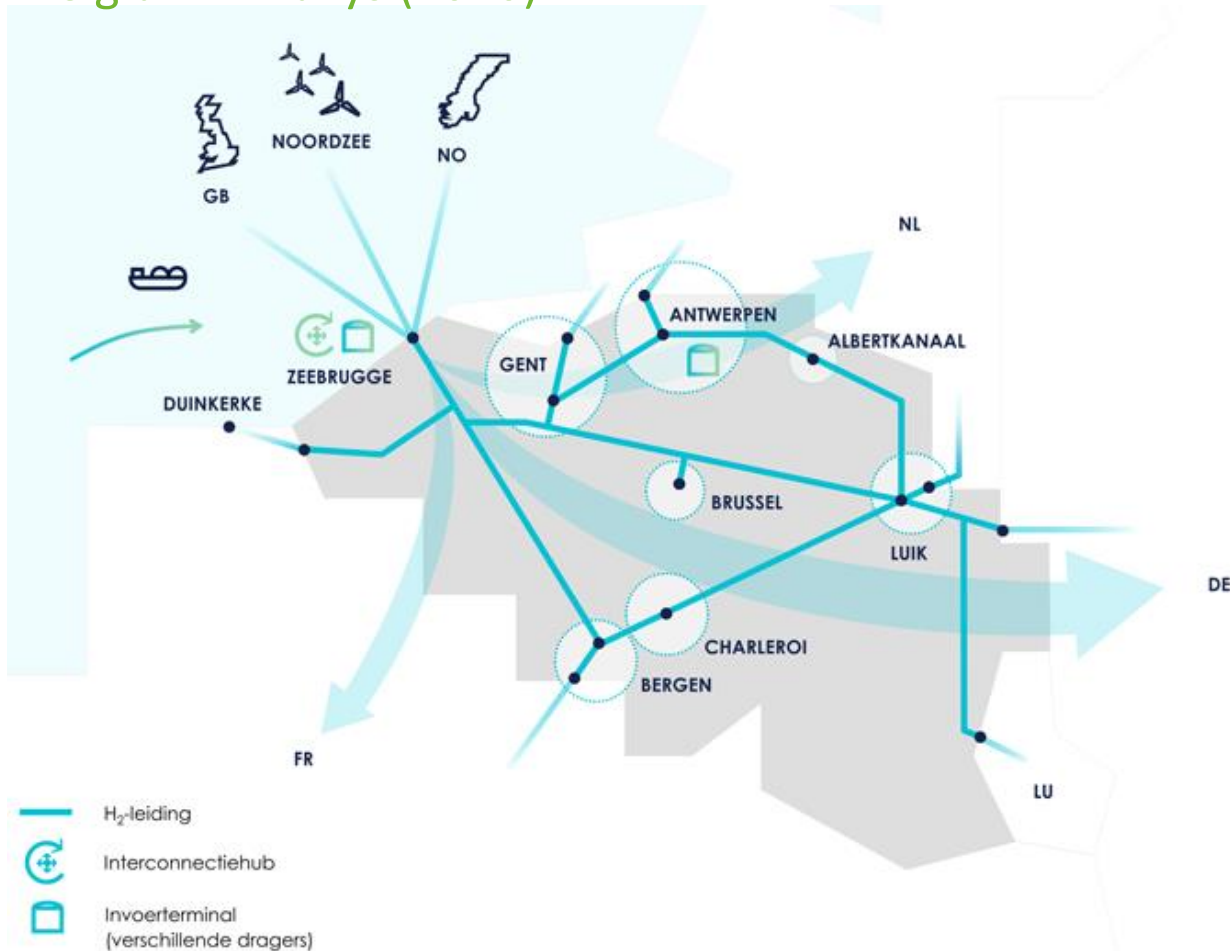 NOORDZEE
NO
GB
NL
ANTWERPEN
ALBERTKANAAL
GENT
ZEEBRUGGE
DUINKERKE
BRUSSEL
LUIK
DE
CHARLEROI
BERGEN
FR
LU
H₂-leiding
Interconnectiehub
Invoerterminal
(verschillende dragers)